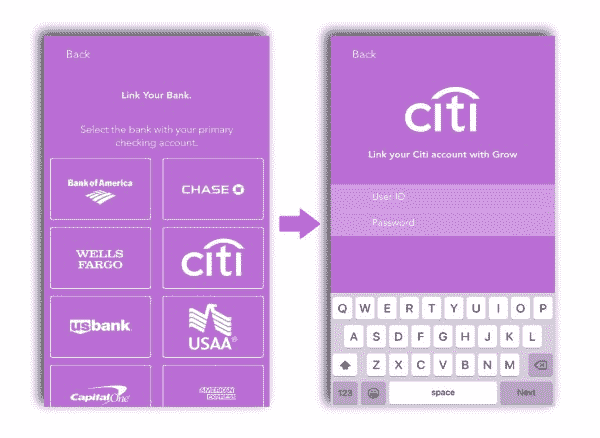 Back
Link Your Bank.
Select the bank with your primary
checking account.
Bank of America
CHASE
WELLS
FARGO
citi
usbank
USAA®
Capital One
AMERICAN
EXPRESS
Back
citi
Link your Citi account with Grow
User ID
Password
Q W E R T Y U I O P
A S D F G H J K L
Z X C V B N M
123 space Next